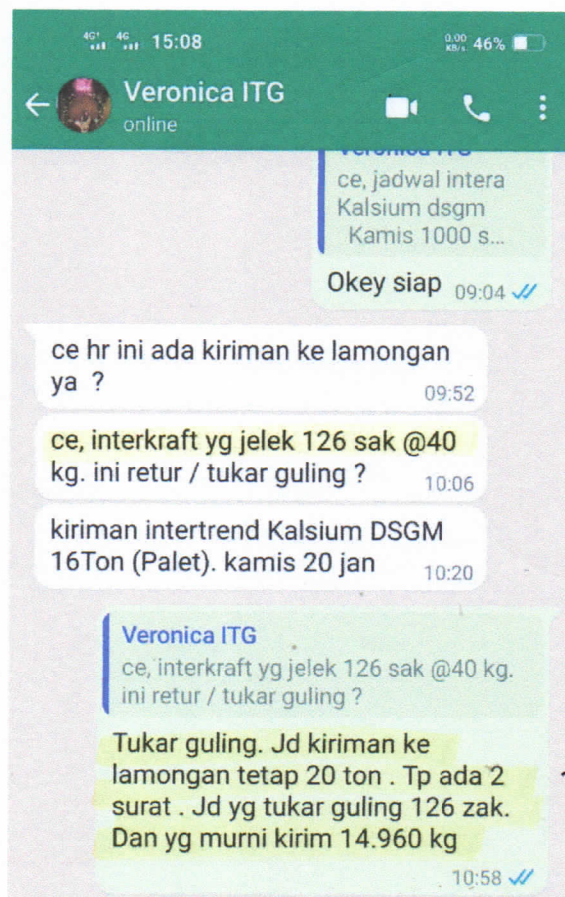 4G+ 4G 15:08 0.00 KB/s 46%
Veronica ITG
online
Veronica ITG
ce, jadwal intera
Kalsium dsgm
Kamis 1000 s...
Okey siap 09:04
ce hr ini ada kiriman ke lamongan
ya ?
09:52
ce, interkraft yg jelek 126 sak @40
kg. ini retur / tukar guling ?
10:06
kiriman intertrend Kalsium DSGM
16Ton (Palet). kamis 20 jan
10:20
Veronica ITG
ce, interkraft yg jelek 126 sak @40 kg.
ini retur / tukar guling ?
Tukar guling. Jd kiriman ke
lamongan tetap 20 ton . Tp ada 2
surat . Jd yg tukar guling 126 zak.
Dan yg murni kirim 14.960 kg
10:58